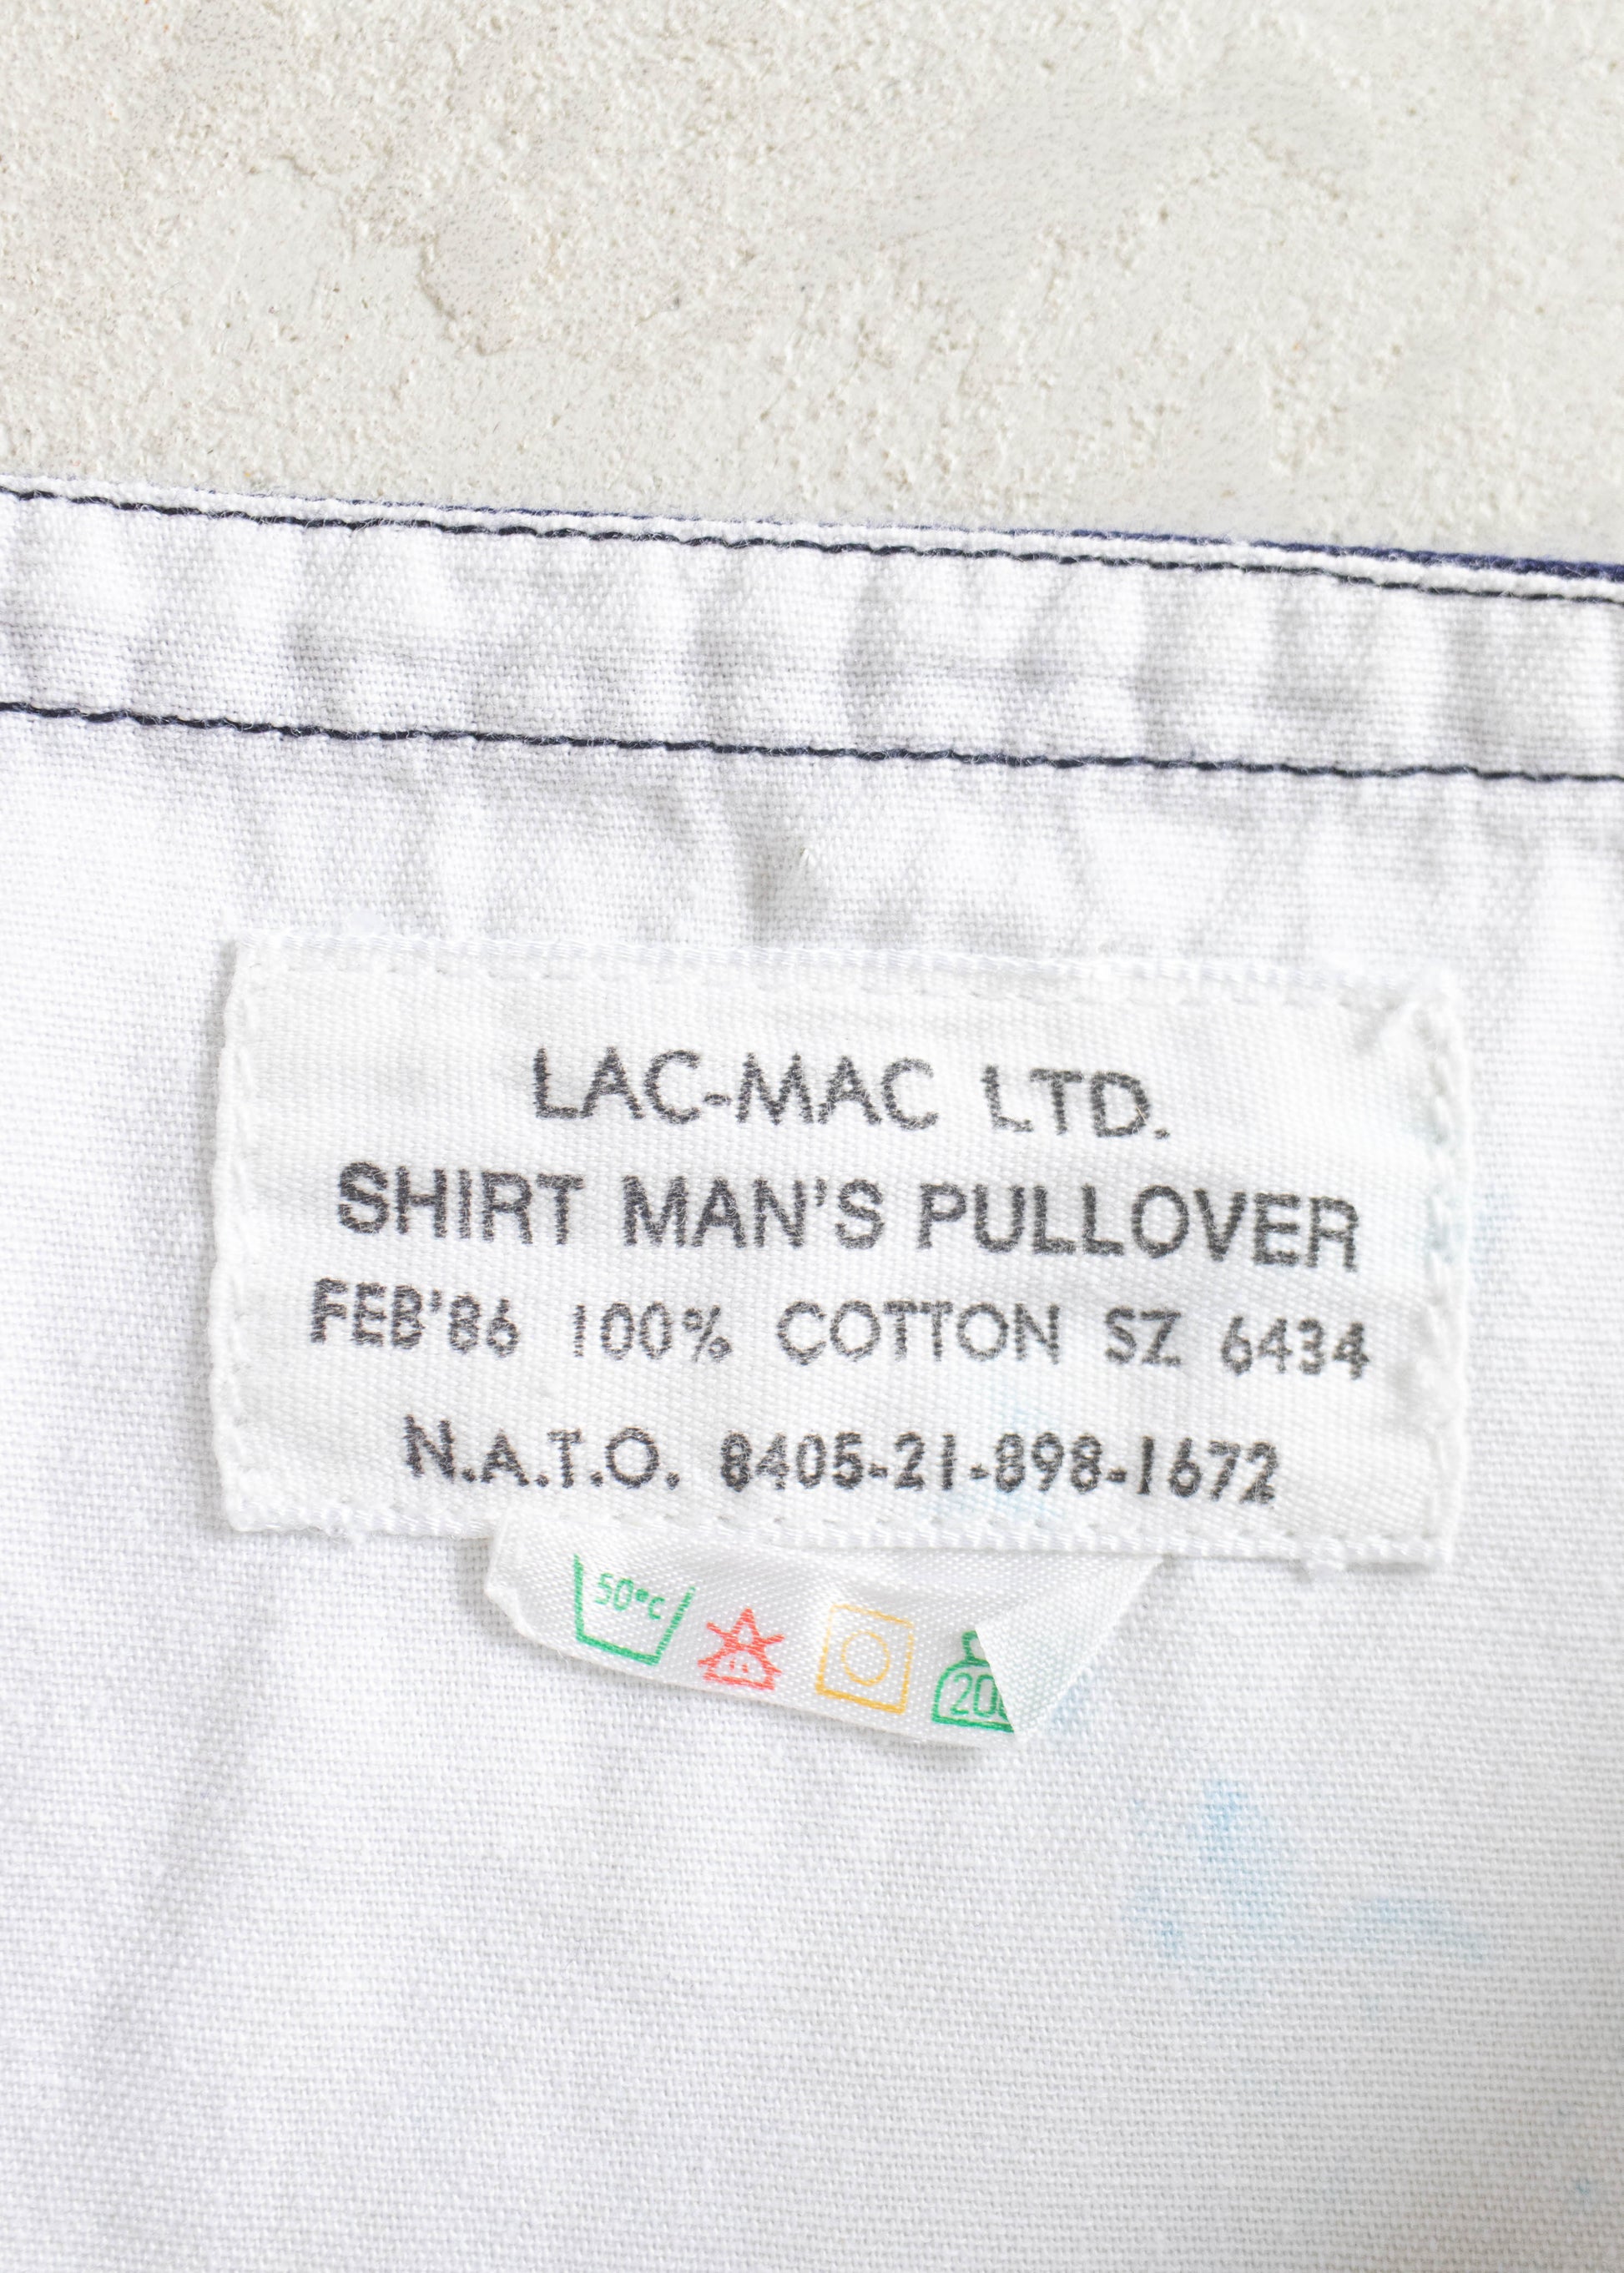 LAC-MAC LTD.
SHIRT MAN'S PULLOVER
FEB'86 100% COTTON SZ 6434
N.A.T.O. 8405-21-898-1672
50°C